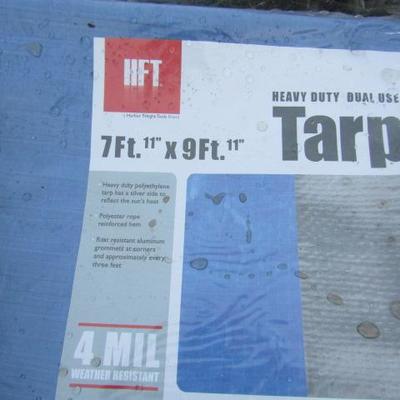 HFT
a Harbor Freight Tools Brand
HEAVY DUTY DUAL USE
7Ft. 11" x 9Ft. 11"
Tarp
• Heavy duty polyethylene
tarp has a silver side to
reflect the sun's heat
• Polyester rope
reinforced hem
• Rust resistant aluminum
grommets at corners
and approximately every
three feet
4 MIL
WEATHER RESISTANT